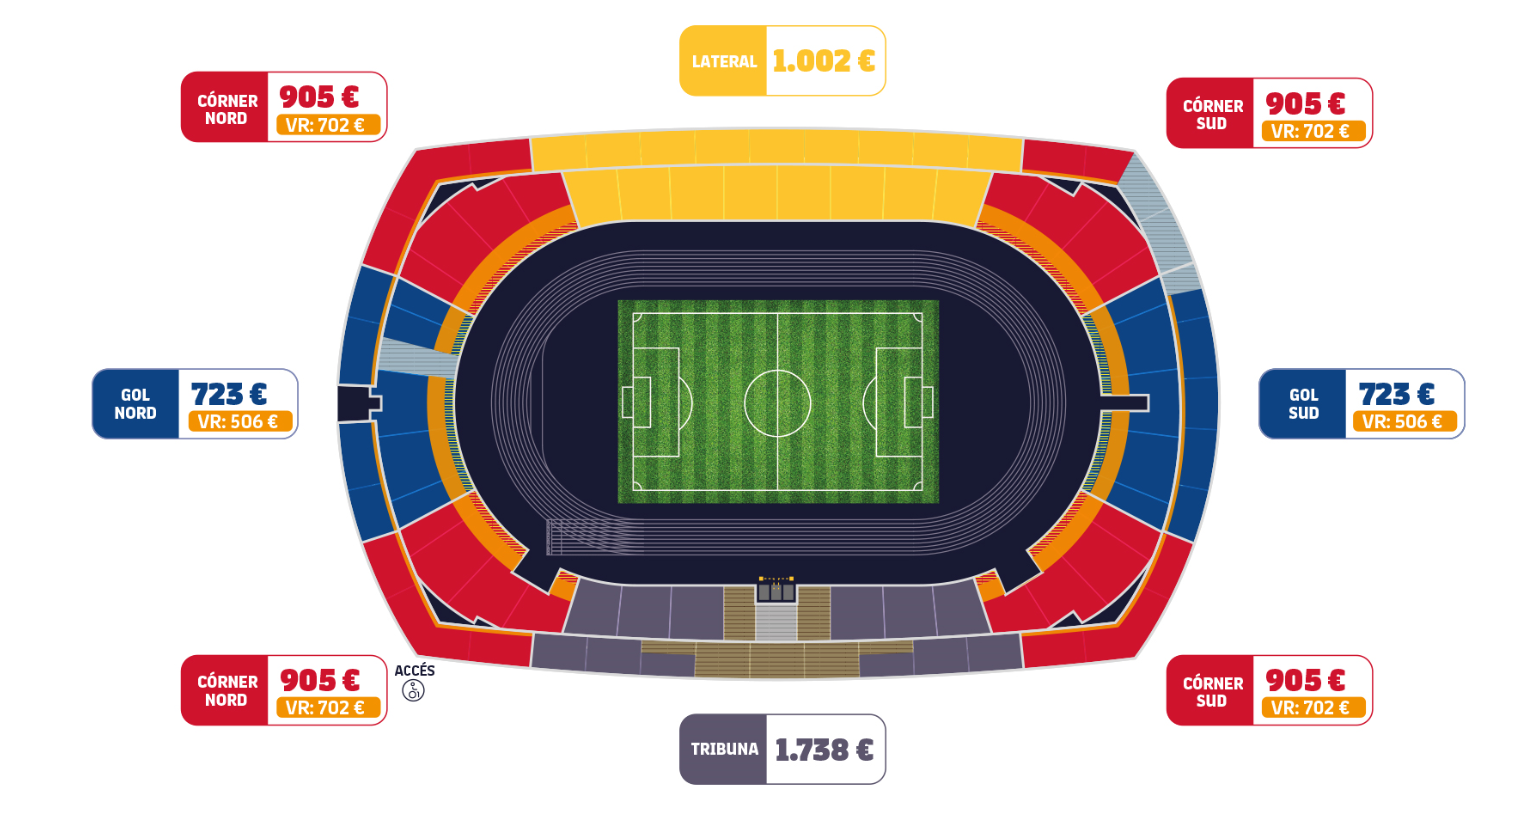 LATERAL 1.002 €
CÓRNER NORD 905 €
VR: 702 €
CÓRNER SUD 905 €
VR: 702 €
GOL NORD 723 €
VR: 506 €
GOL SUD 723 €
VR: 506 €
CÓRNER NORD 905 €
VR: 702 €
ACCÉS
CÓRNER SUD 905 €
VR: 702 €
TRIBUNA 1.738 €